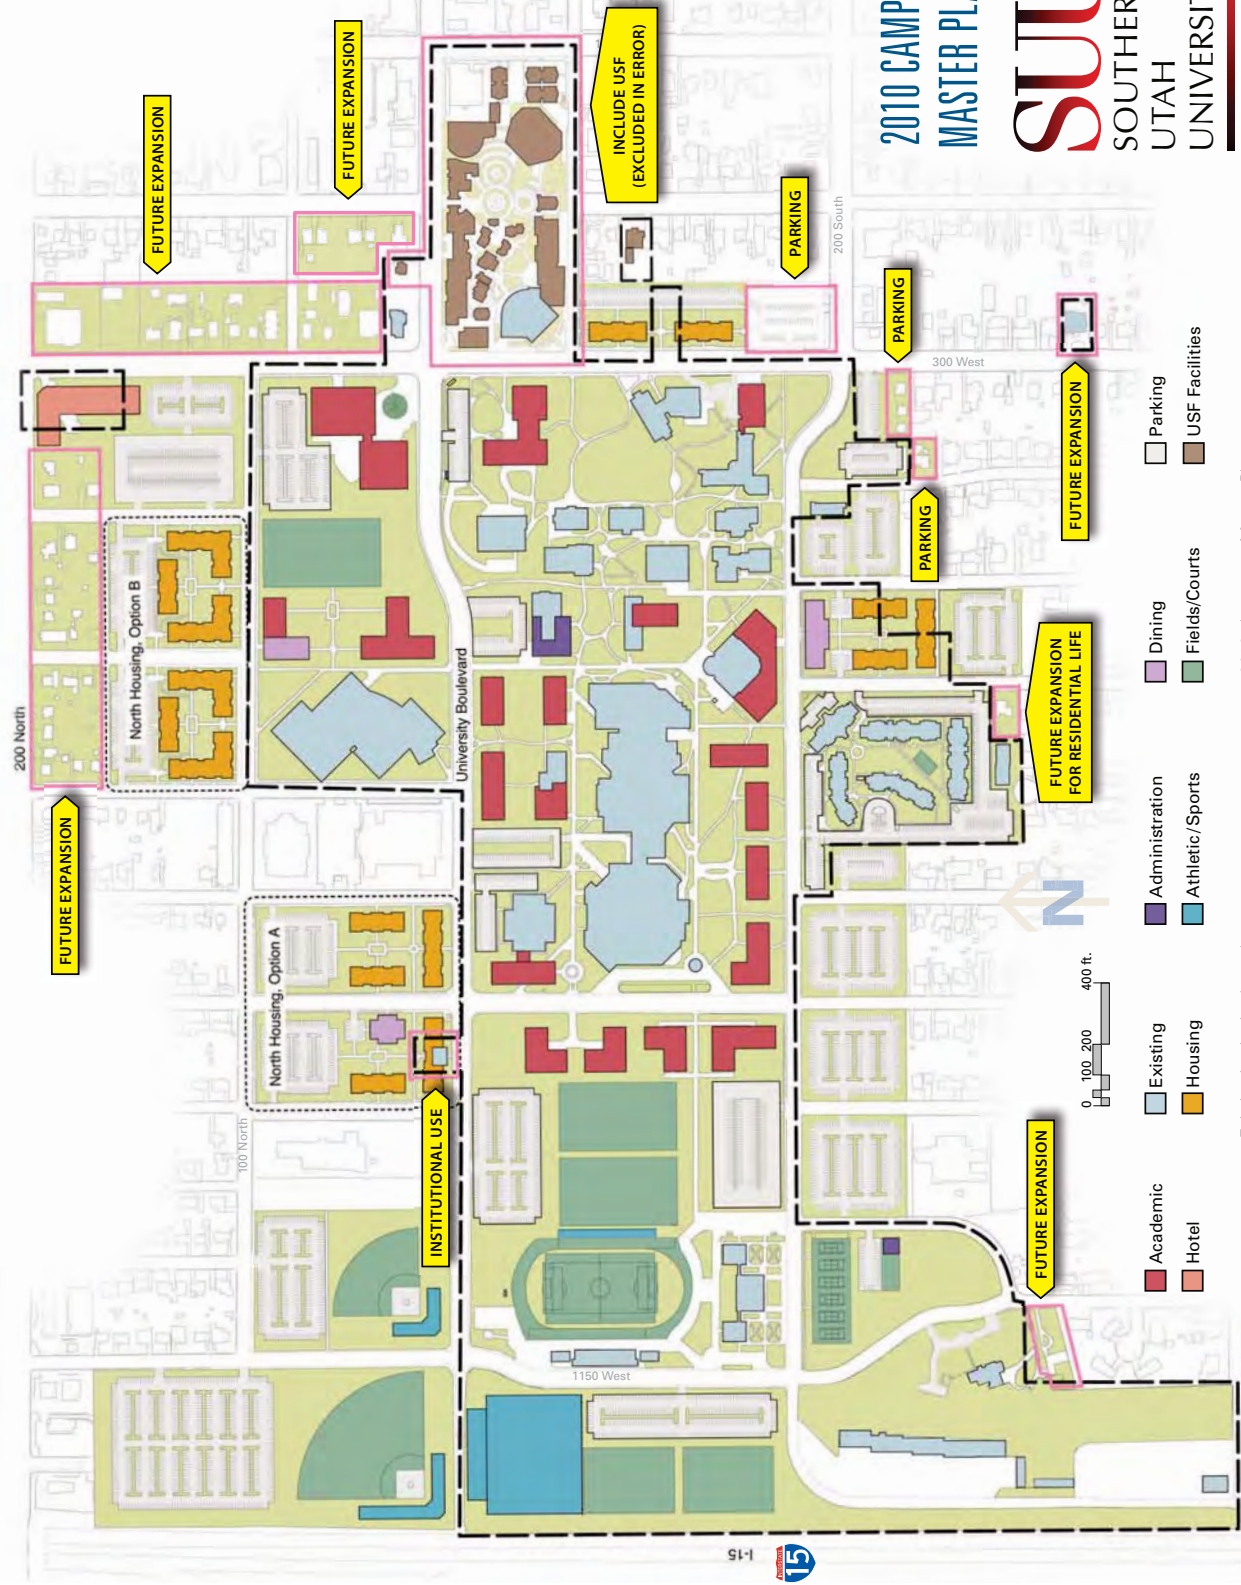 2010 CAMP
MASTER PLA
SUU
SOUTHER
UTAH
UNIVERSIT
FUTURE EXPANSION
FUTURE EXPANSION
FUTURE EXPANSION
INCLUDE USF
(EXCLUDED IN ERROR)
200 North
North Housing, Option B
North Housing, Option A
100 North
University Boulevard
INSTITUTIONAL USE
PARKING
200 South
PARKING
300 West
PARKING
FUTURE EXPANSION
FUTURE EXPANSION
FOR RESIDENTIAL LIFE
FUTURE EXPANSION
1150 West
I-15
15
N
0 100 200 400 ft.
Academic
Existing
Administration
Dining
Parking
Hotel
Housing
Athletic/Sports
Fields/Courts
USF Facilities